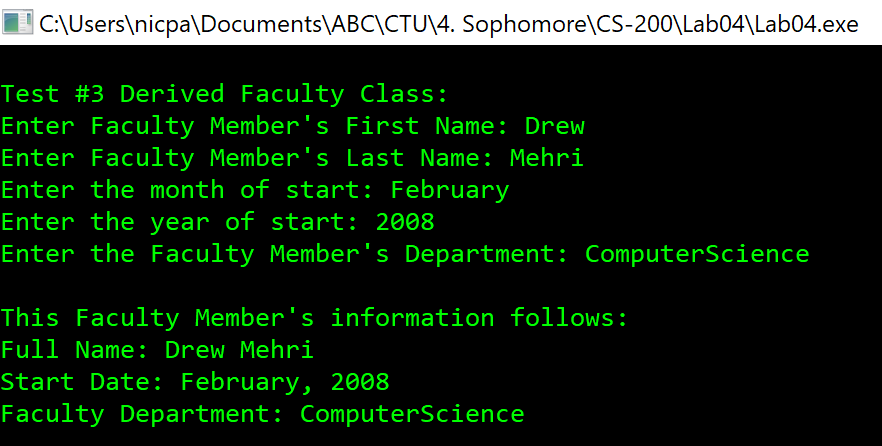 C:\Users\nicpa\Documents\ABC\CTU\4. Sophomore\CS-200\Lab04\Lab04.exe
Test #3 Derived Faculty Class:
Enter Faculty Member's First Name: Drew
Enter Faculty Member's Last Name: Mehri
Enter the month of start: February
Enter the year of start: 2008
Enter the Faculty Member's Department: ComputerScience
This Faculty Member's information follows:
Full Name: Drew Mehri
Start Date: February, 2008
Faculty Department: ComputerScience